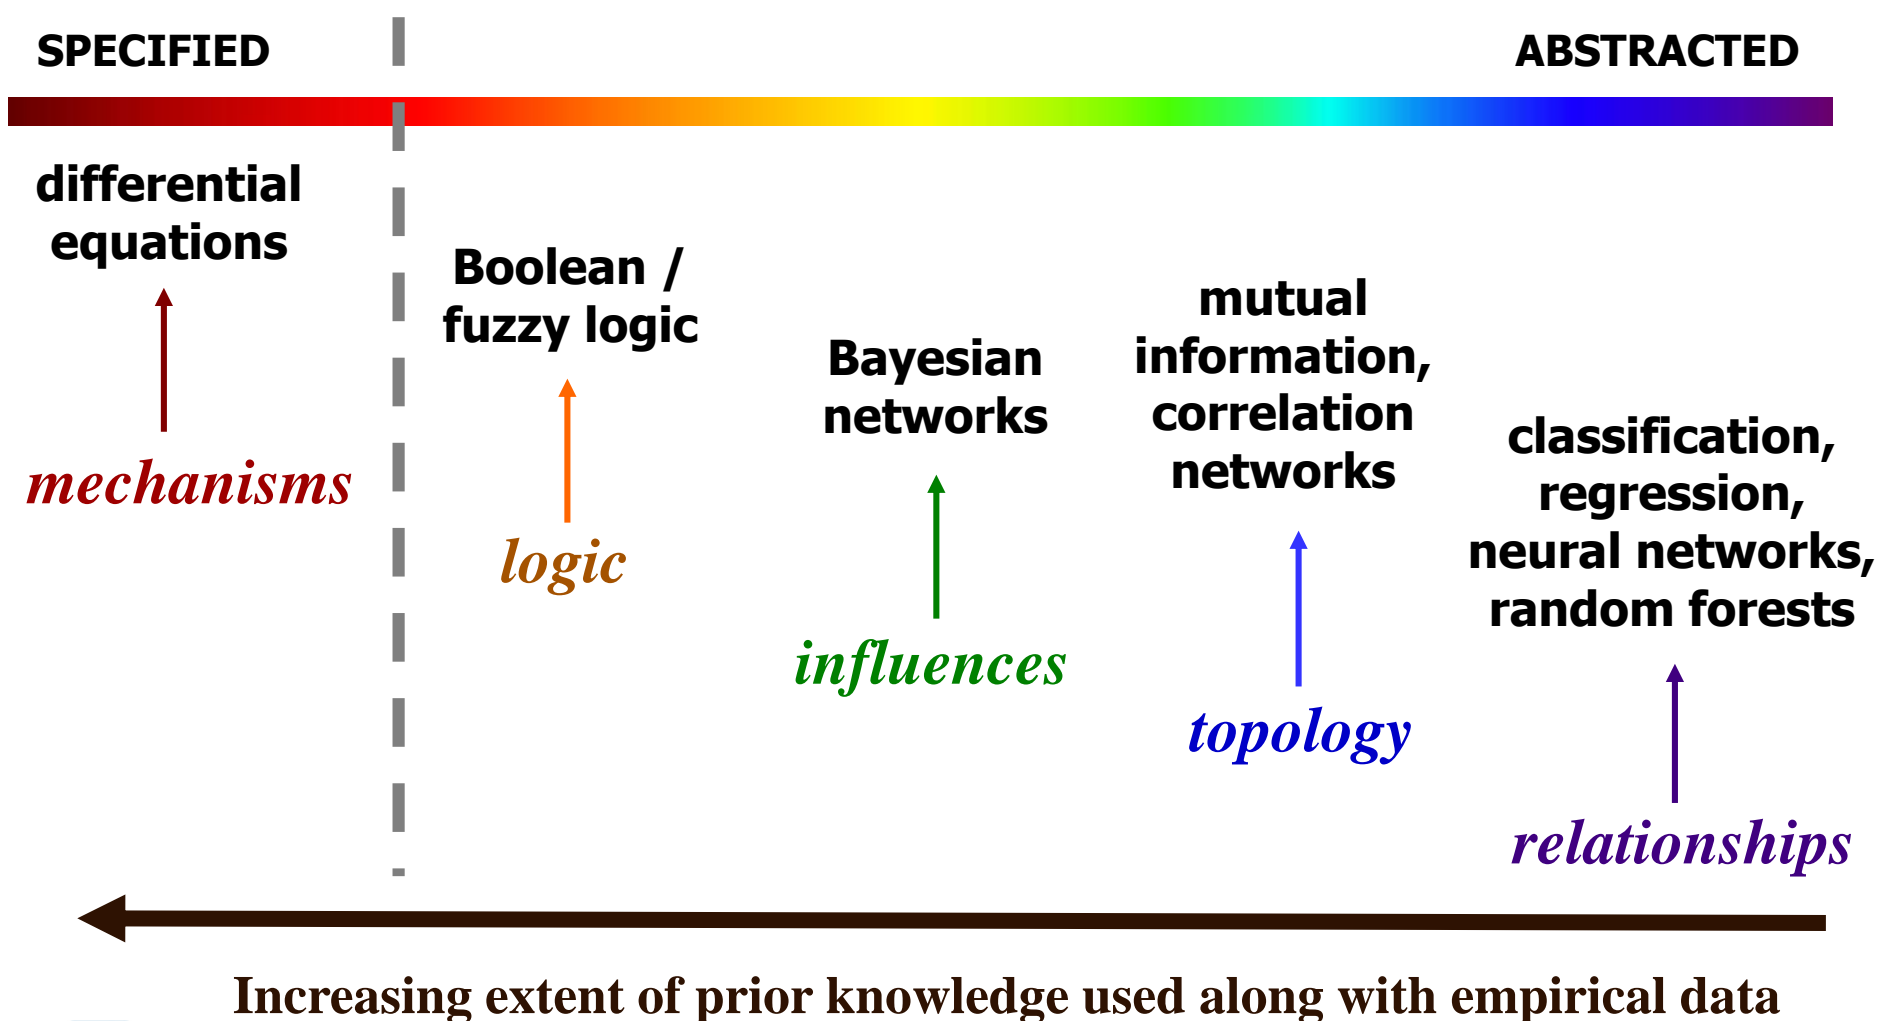 SPECIFIED
ABSTRACTED
differential
equations
mechanisms
Boolean /
fuzzy logic
logic
Bayesian
networks
influences
mutual
information,
correlation
networks
topology
classification,
regression,
neural networks,
random forests
relationships
Increasing extent of prior knowledge used along with empirical data